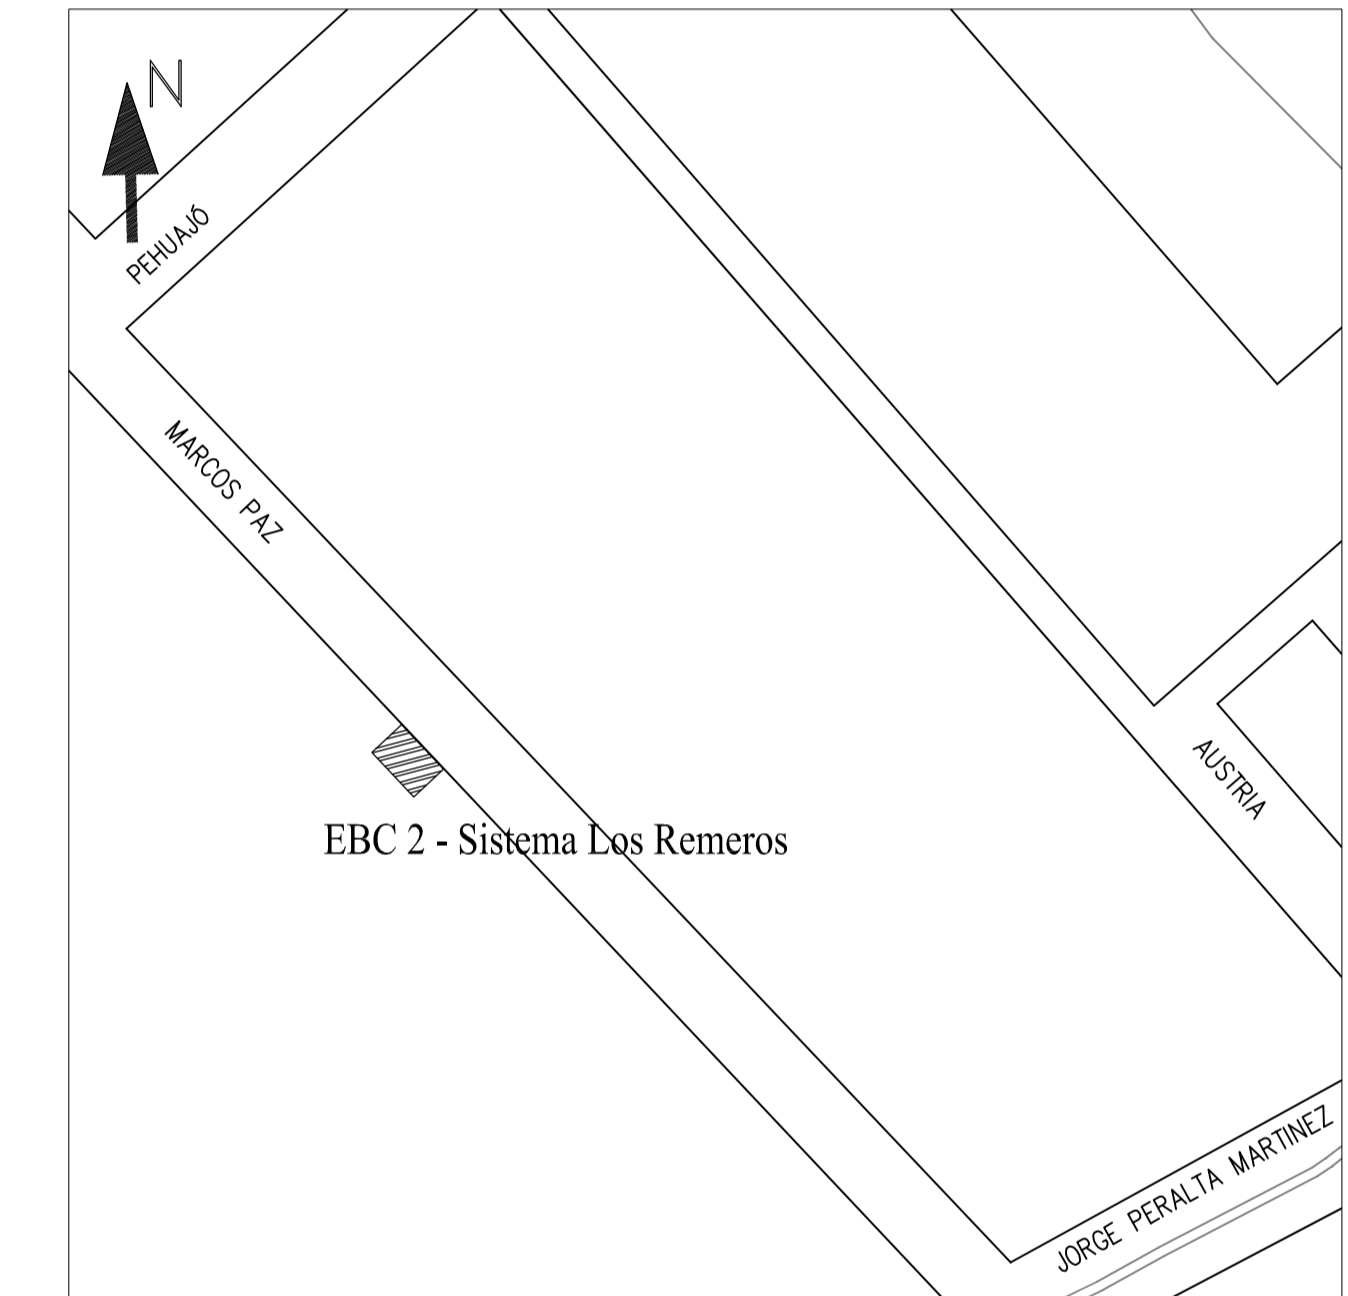 N
PEHUAJÓ
MARCOS PAZ
AUSTRIA
EBC 2 - Sistema Los Remeros
JORGE PERALTA MARTINEZ